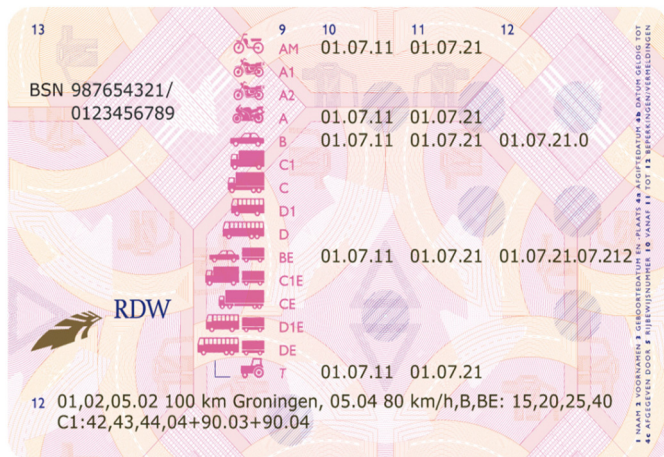 13 9 10 11 12
AM 01.07.11 01.07.21
A1
BSN 987654321/
A2
0123456789
A 01.07.11 01.07.21
B 01.07.11 01.07.21 01.07.21.0
C1
C
D1
D
BE 01.07.11 01.07.21 01.07.21.07.212
C1E
CE
RDW
D1E
DE
T 01.07.11 01.07.21
12 01,02,05.02 100 km Groningen, 05.04 80 km/h,B,BE: 15,20,25,40
C1:42,43,44,04+90.03+90.04
1 NAAM 2 VOORNAMEN 3 GEBOORTEDATUM EN -PLAATS 4a AFGIFTEDATUM 4b DATUM GELDIG TOT
4c AFGEGEVEN DOOR 5 RIJBEWIJSNUMMER 10 VANAF 11 TOT 12 BEPERKINGEN/VERMELDINGEN